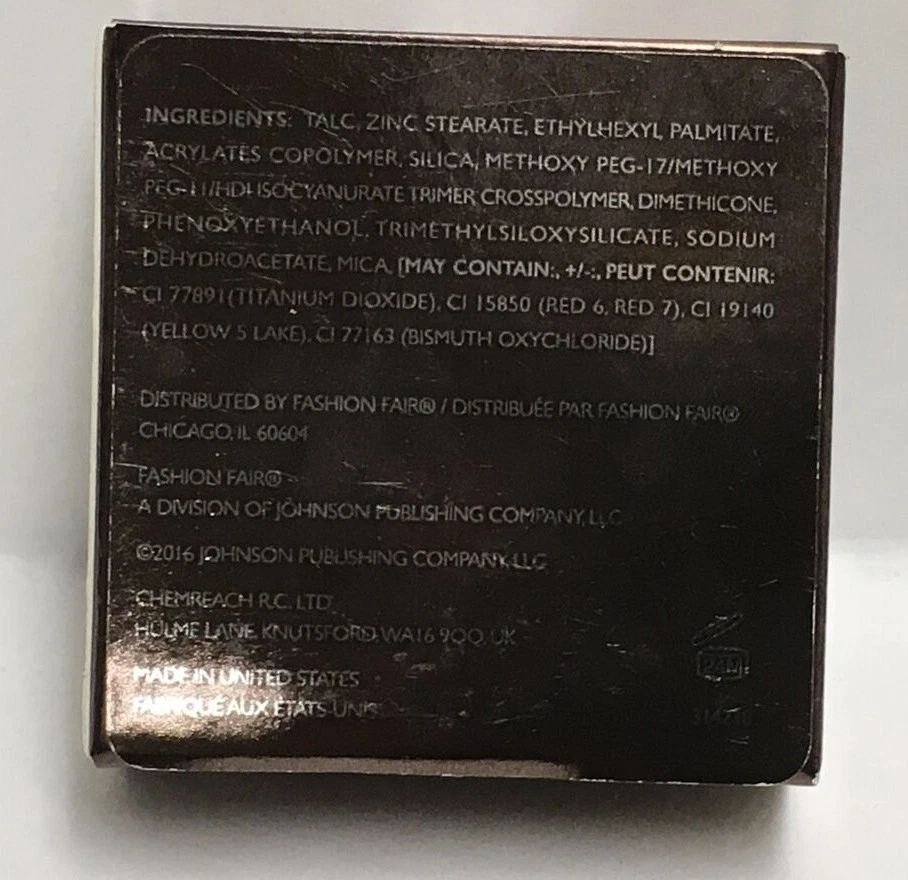 INGREDIENTS: TALC, ZINC STEARATE, ETHYLHEXYL PALMITATE,
ACRYLATES COPOLYMER, SILICA, METHOXY PEG-17/METHOXY
PEG-11/HDI ISOCYANURATE TRIMER CROSSPOLYMER, DIMETHICONE,
PHENOXYETHANOL, TRIMETHYLSILOXYSILICATE, SODIUM
DEHYDROACETATE, MICA, [MAY CONTAIN:, +/-:, PEUT CONTENIR:
CI 77891(TITANIUM DIOXIDE), CI 15850 (RED 6, RED 7), CI 19140
(YELLOW 5 LAKE), CI 77163 (BISMUTH OXYCHLORIDE)]
DISTRIBUTED BY FASHION FAIR® / DISTRIBUÉE PAR FASHION FAIR®
CHICAGO, IL 60604
FASHION FAIR®
A DIVISION OF JOHNSON PUBLISHING COMPANY, LLC
©2016 JOHNSON PUBLISHING COMPANY, LLC
CHEMREACH R.C. LTD
HULME LANE, KNUTSFORD, WA16 9QQ, UK
MADE IN UNITED STATES
FABRIQUÉ AUX ÉTATS-UNIS
24M